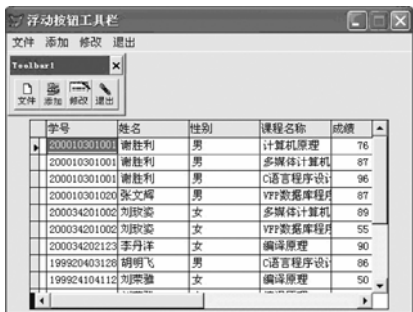 浮动按钮工具栏
文件 添加 修改 退出
Toolbar1
文件 添加 修改 退出
学号 姓名 性别 课程名称 成绩
200010301001 谢胜利 男 计算机原理 76
200010301001 谢胜利 男 多媒体计算机 87
200010301001 谢胜利 男 C语言程序设计 96
200010301020 张文辉 男 VFP数据库程序 87
200034201002 刘玫姿 女 多媒体计算机 89
200034201002 刘玫姿 女 VFP数据库程序 55
200034202123 李丹洋 女 编译原理 90
199920403128 胡明飞 男 C语言程序设计 86
199924104112 刘荣雅 女 编译原理 50